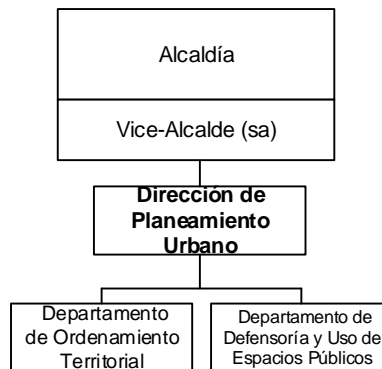 Alcaldía
Vice-Alcalde (sa)
Dirección de
Planeamiento
Urbano
Departamento
de Ordenamiento
Territorial
Departamento de
Defensoría y Uso de
Espacios Públicos